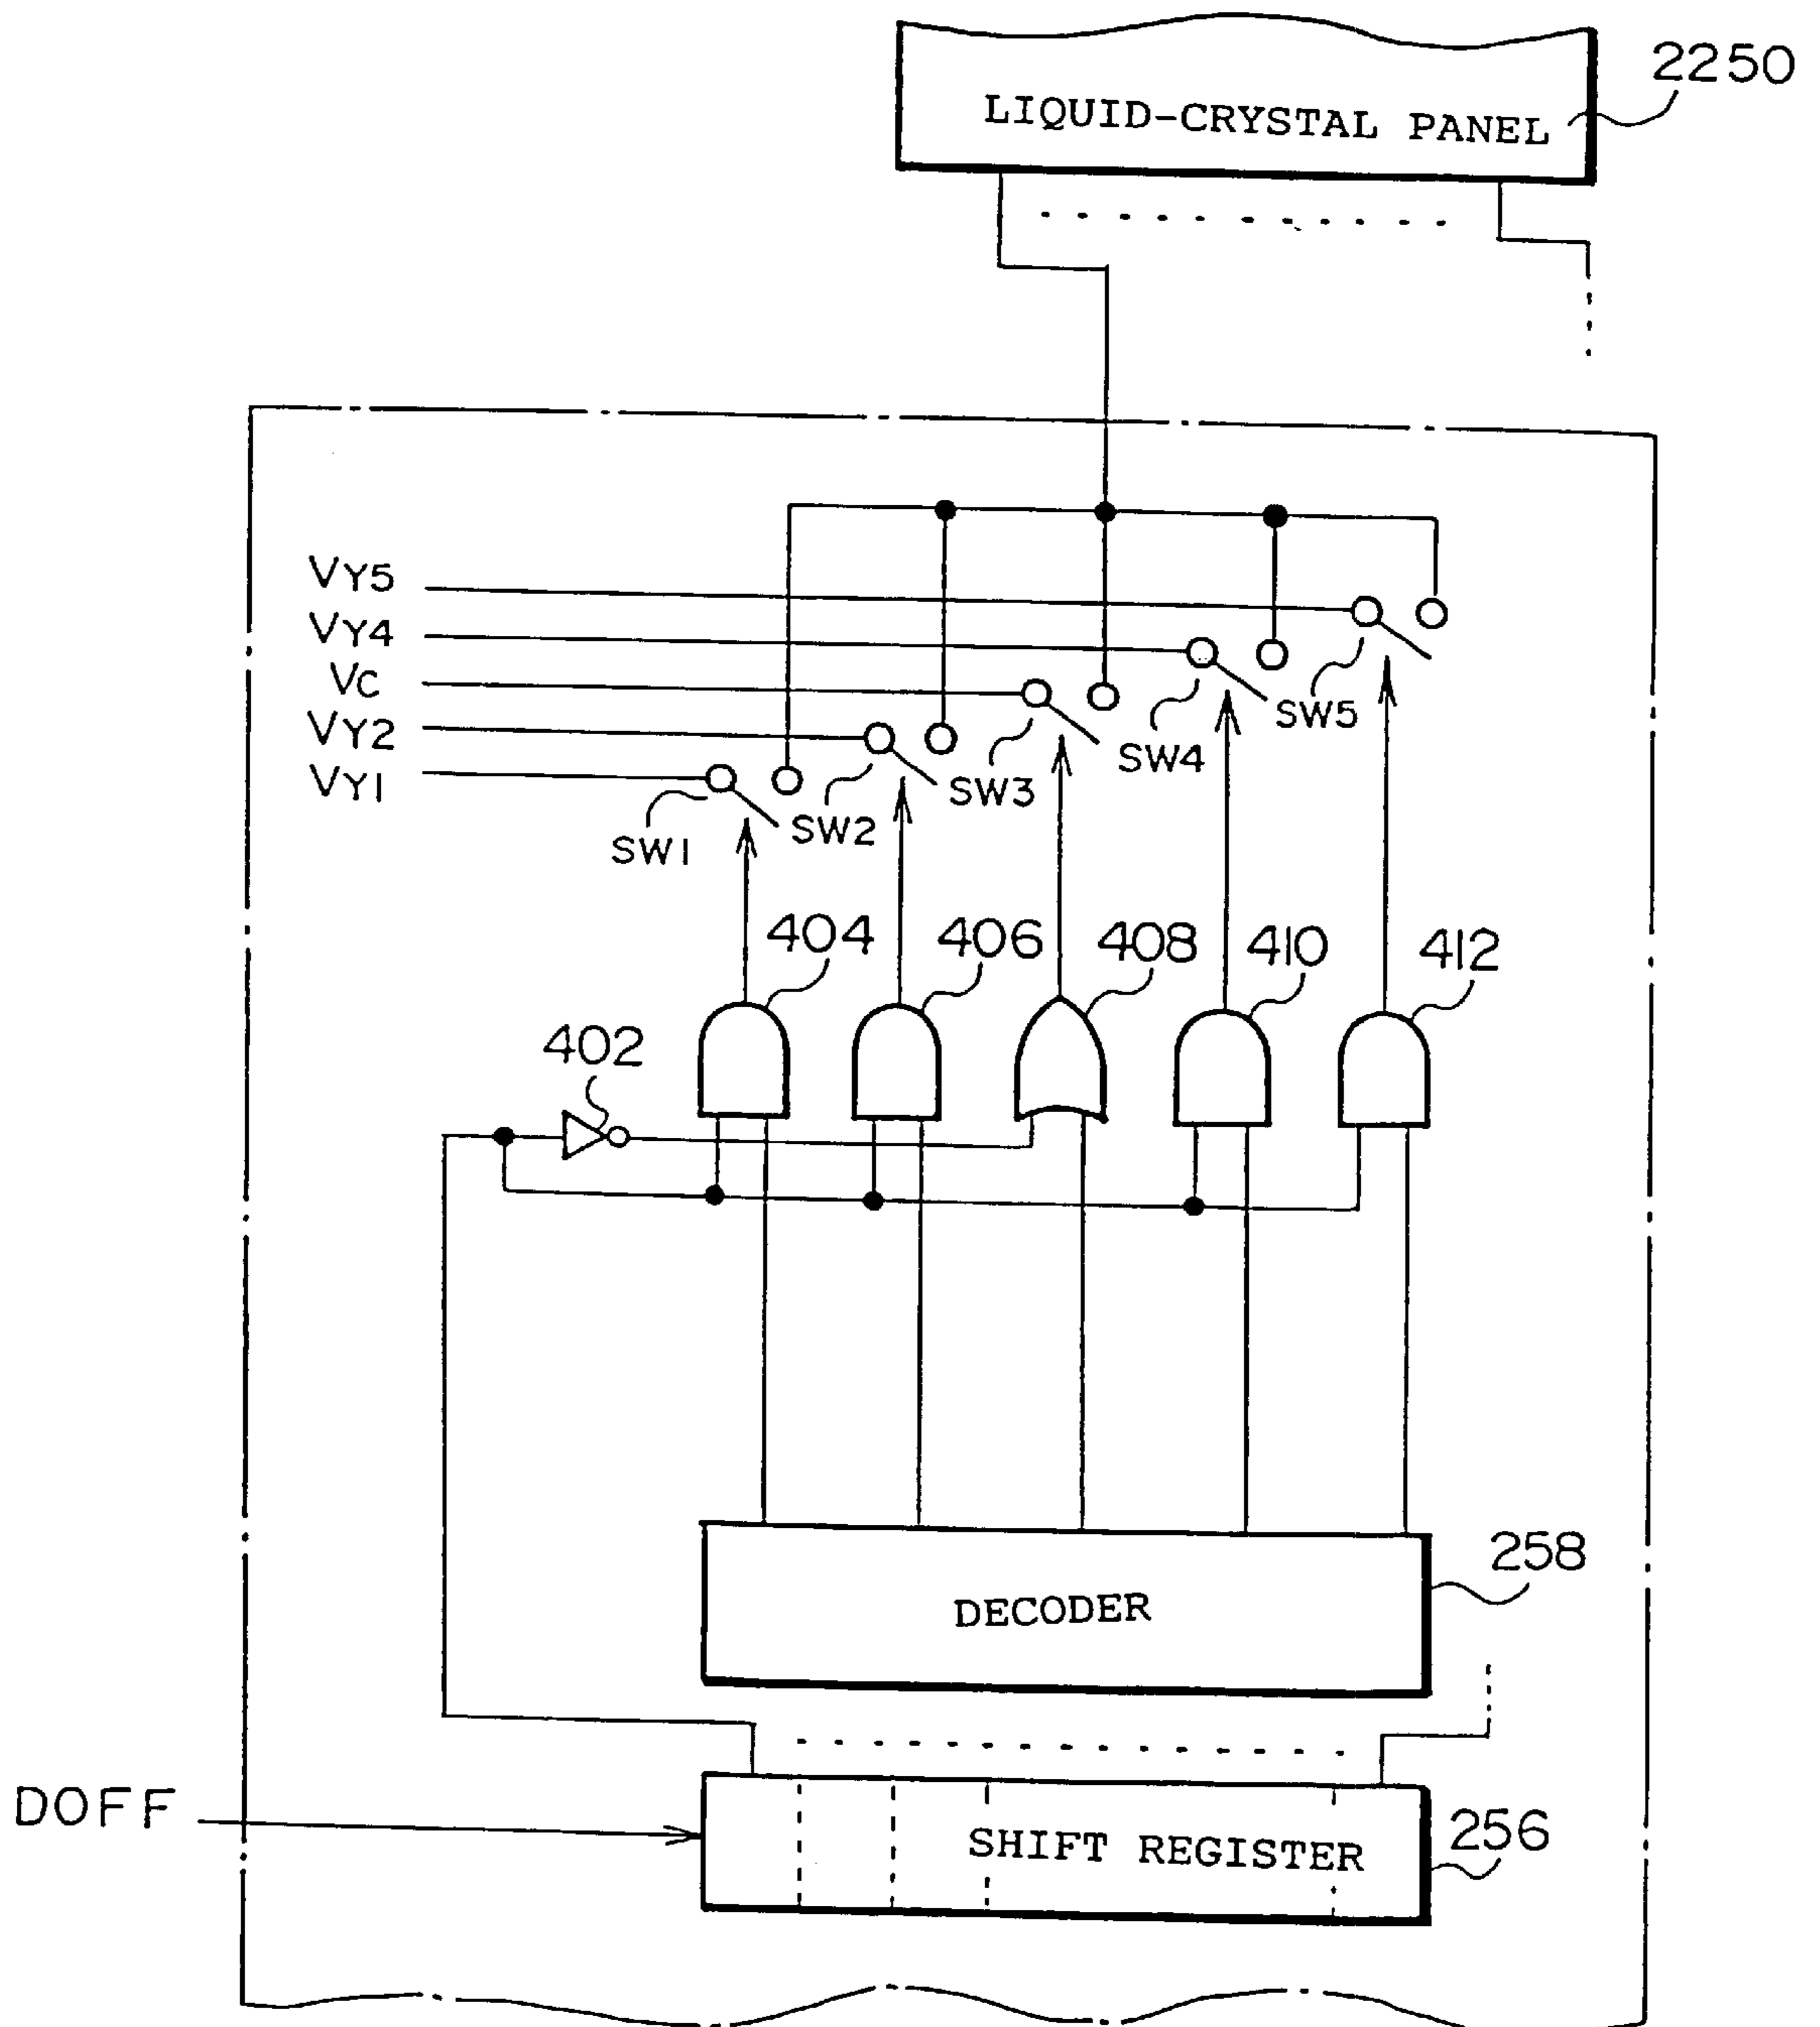 2250
LIQUID-CRYSTAL PANEL
VY5
VY4
VC
VY2
VY1
SW1
SW2
SW3
SW4
SW5
404
406
408
410
412
402
258
DECODER
DOFF
SHIFT REGISTER
256